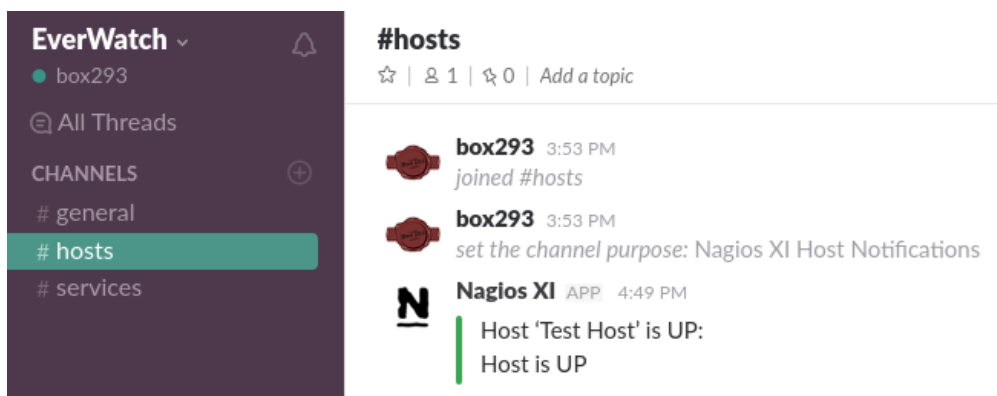 EverWatch
box293
All Threads
CHANNELS
# general
# hosts
# services
#hosts
1 | 0 | Add a topic
box293 3:53 PM
joined #hosts
box293 3:53 PM
set the channel purpose: Nagios XI Host Notifications
N
Nagios XI APP 4:49 PM
Host ‘Test Host’ is UP:
Host is UP